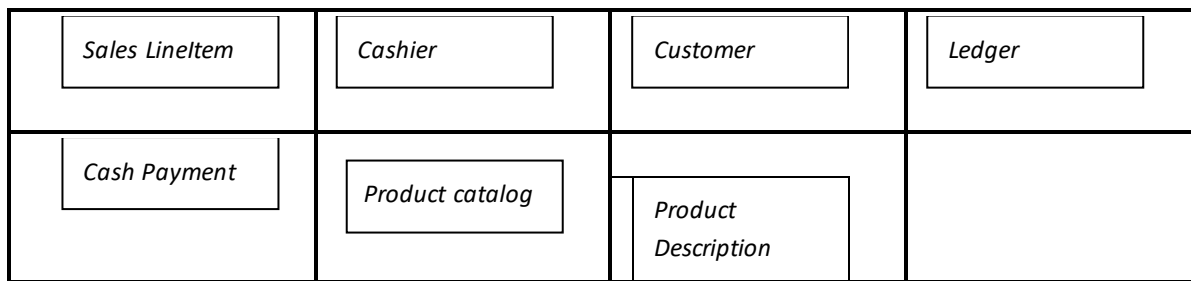 Sales LineItem
Cashier
Customer
Ledger
Cash Payment
Product catalog
Product
Description